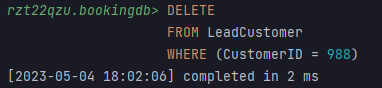 rzt22qzu.bookingdb> DELETE
FROM LeadCustomer
WHERE (CustomerID = 988)
[2023-05-04 18:02:06] completed in 2 ms